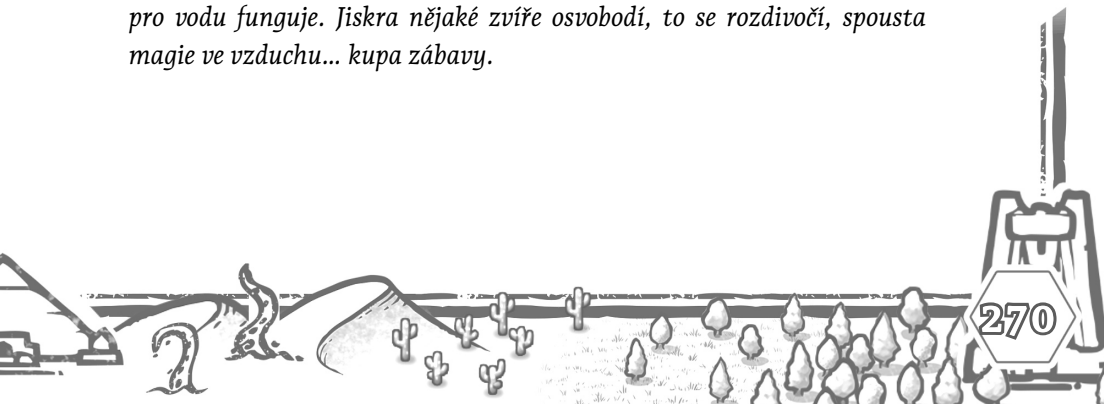 pro vodu funguje. Jiskra nějaké zvíře osvobodí, to se rozdivočí, spousta
magie ve vzduchu... kupa zábavy.
270